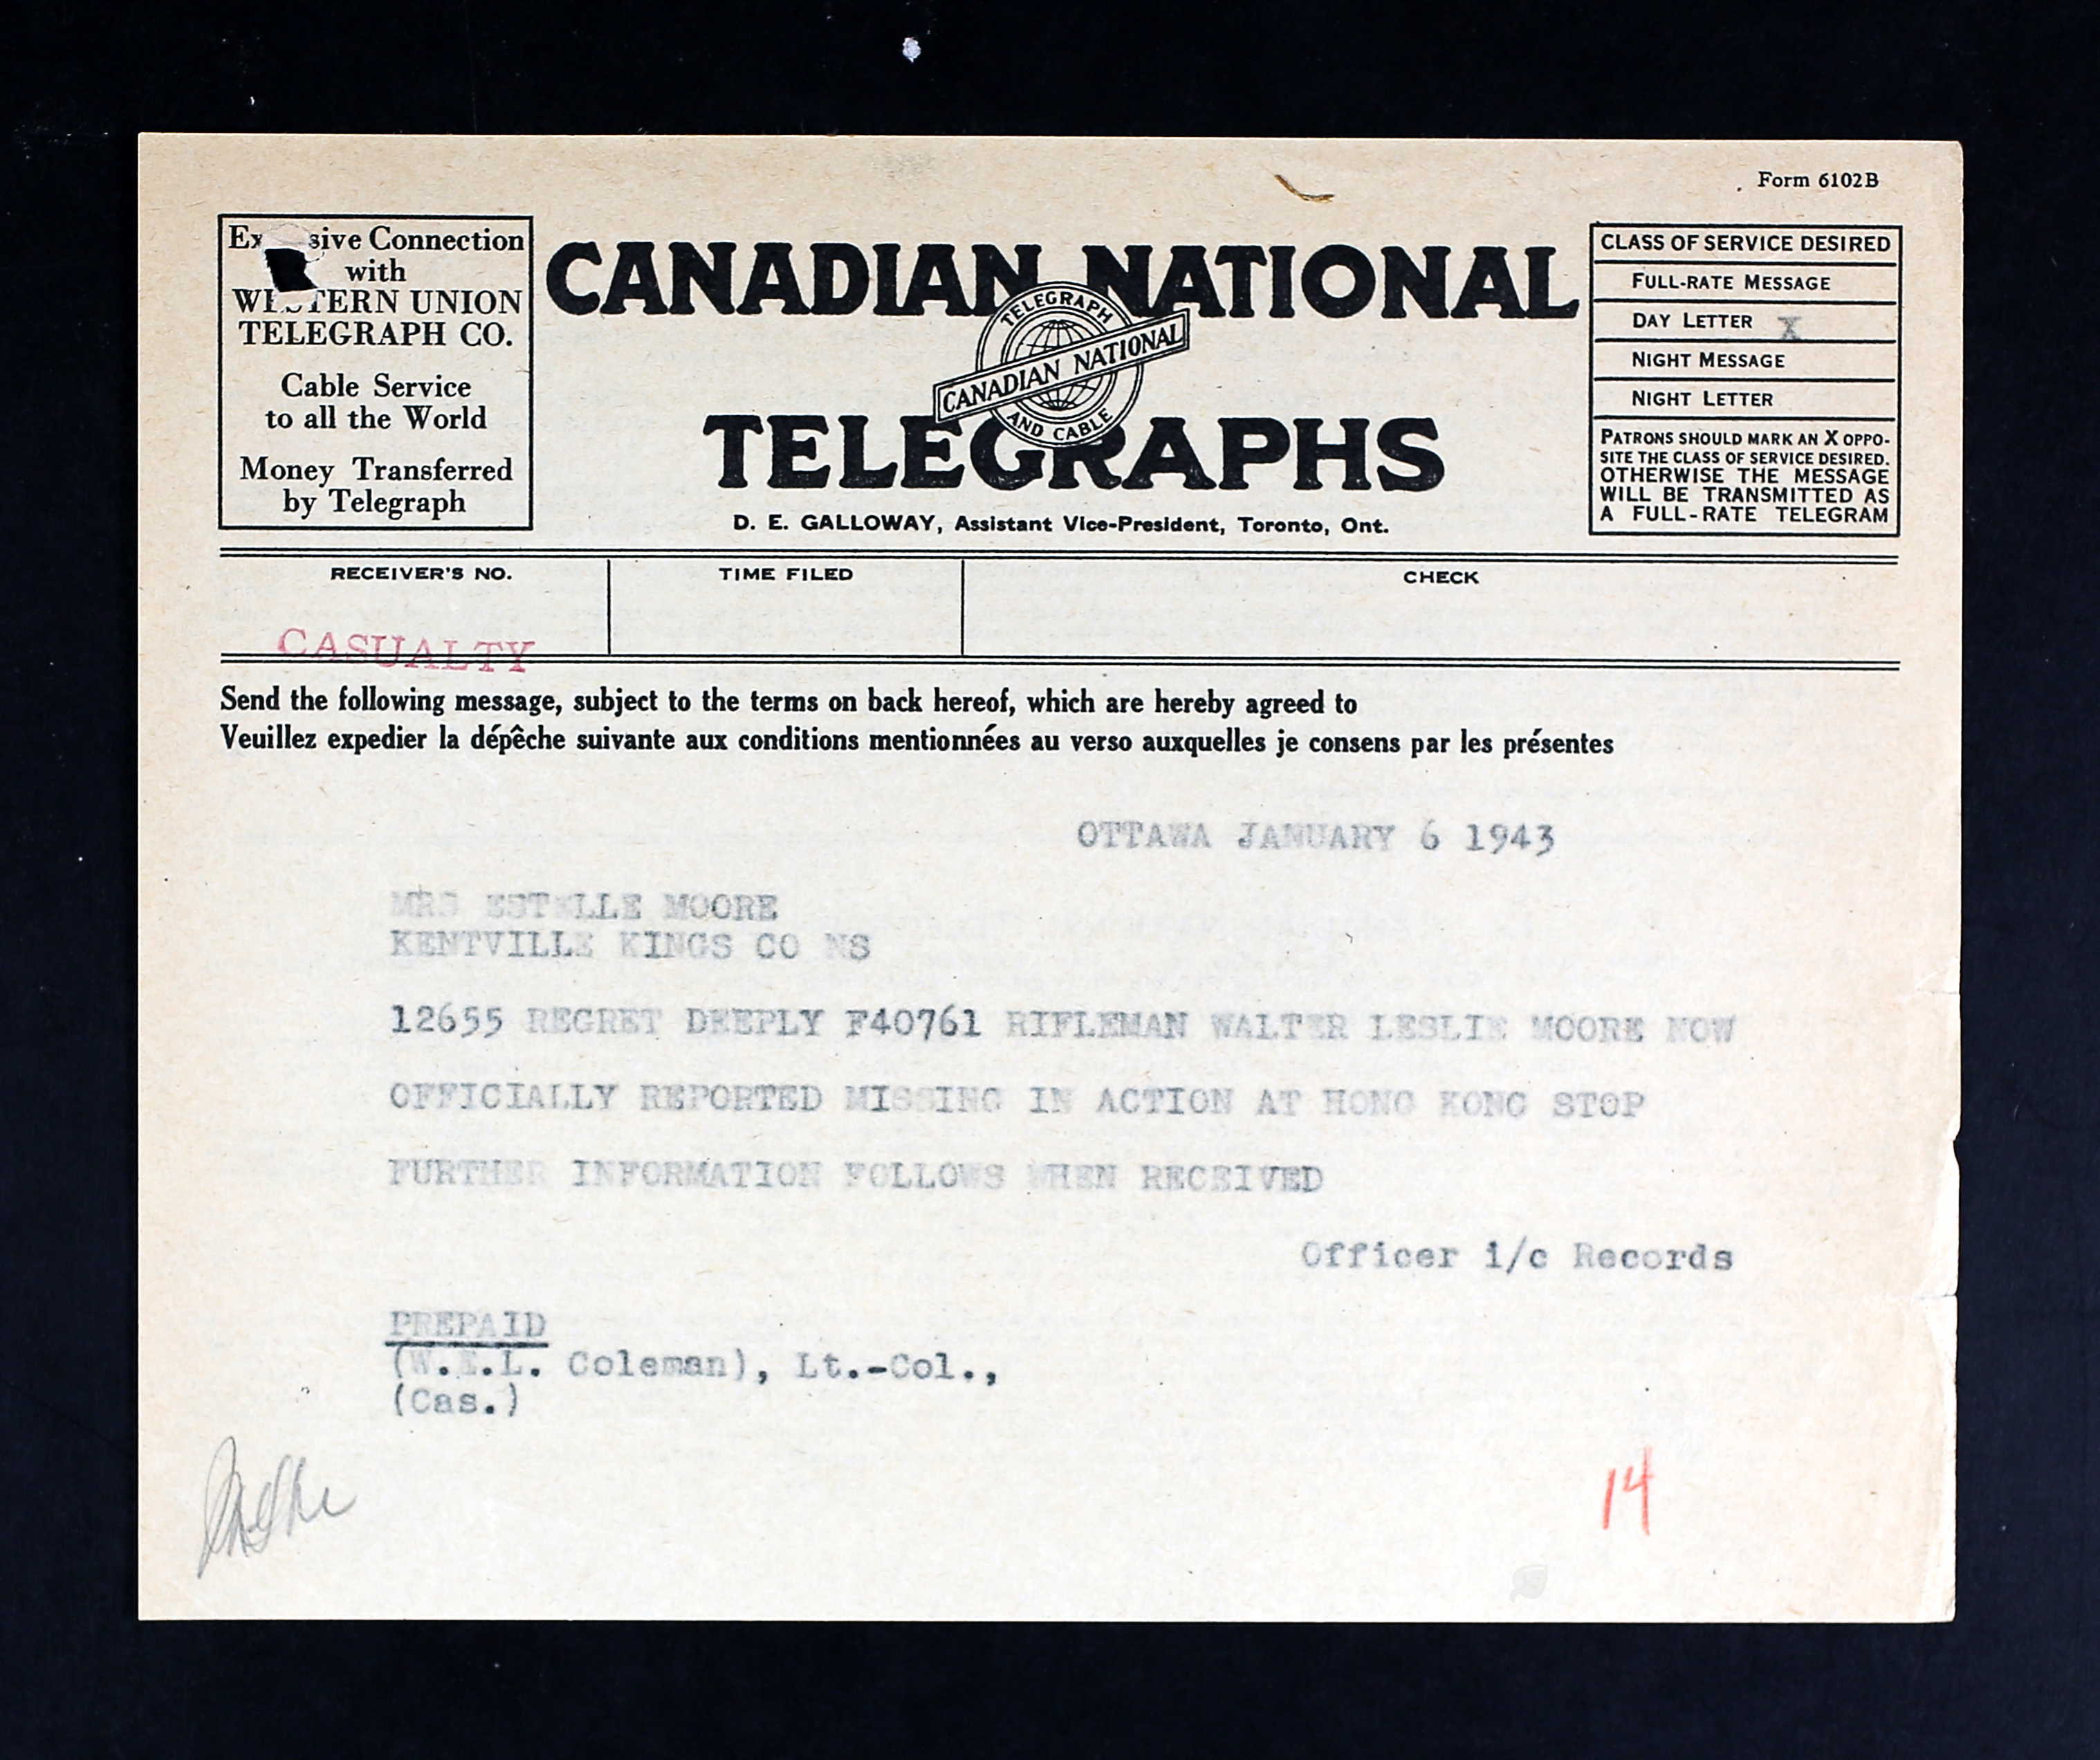 Form 6102B
Ex sive Connection
with
WESTERN UNION
TELEGRAPH CO.
Cable Service
to all the World
Money Transferred
by Telegraph
CANADIAN NATIONAL
TELEGRAPH
CANADIAN NATIONAL
AND CABLE
TELEGRAPHS
D. E. GALLOWAY, Assistant Vice-President, Toronto, Ont.
CLASS OF SERVICE DESIRED
FULL-RATE MESSAGE
DAY LETTER X
NIGHT MESSAGE
NIGHT LETTER
PATRONS SHOULD MARK AN X OPPO-
SITE THE CLASS OF SERVICE DESIRED.
OTHERWISE THE MESSAGE
WILL BE TRANSMITTED AS
A FULL-RATE TELEGRAM
RECEIVER'S NO.
TIME FILED
CHECK
CASUALTY
Send the following message, subject to the terms on back hereof, which are hereby agreed to
Veuillez expedier la dépêche suivante aux conditions mentionnées au verso auxquelles je consens par les présentes
OTTAWA JANUARY 6 1943
MRS ESTELLE MOORE
KENTVILLE KINGS CO NS
12655 REGRET DEEPLY F40761 RIFLEMAN WALTER LESLIE MOORE NOW
OFFICIALLY REPORTED MISSING IN ACTION AT HONG KONG STOP
FURTHER INFORMATION FOLLOWS WHEN RECEIVED
Officer i/c Records
PREPAID
(W.E.L. Coleman), Lt.-Col.,
(Cas.)
14